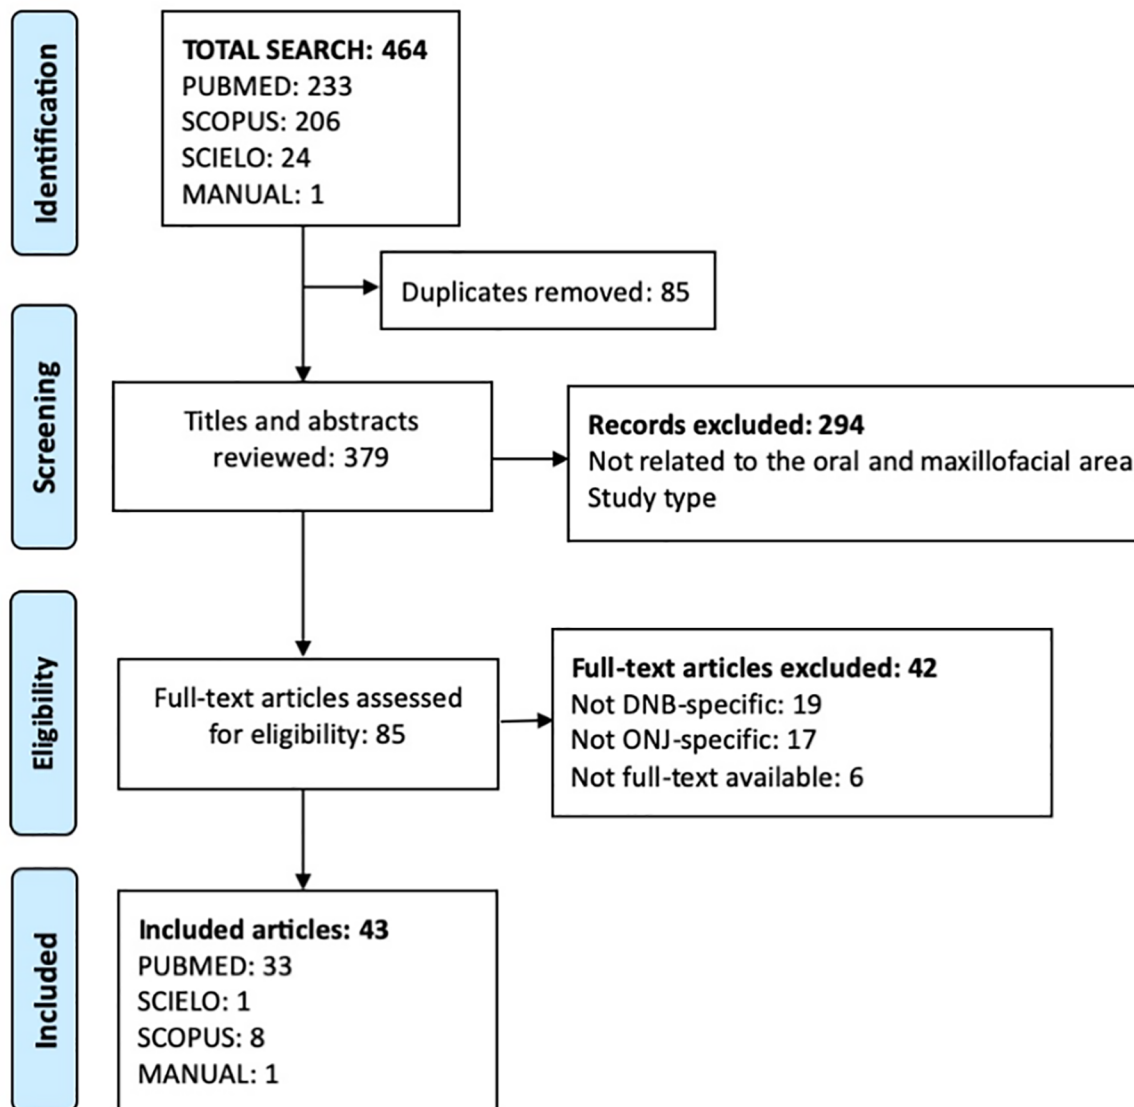 Identification
TOTAL SEARCH: 464
PUBMED: 233
SCOPUS: 206
SCIELO: 24
MANUAL: 1
Duplicates removed: 85
Screening
Titles and abstracts
reviewed: 379
Records excluded: 294
Not related to the oral and maxillofacial area
Study type
Eligibility
Full-text articles assessed
for eligibility: 85
Full-text articles excluded: 42
Not DNB-specific: 19
Not ONJ-specific: 17
Not full-text available: 6
Included
Included articles: 43
PUBMED: 33
SCIELO: 1
SCOPUS: 8
MANUAL: 1